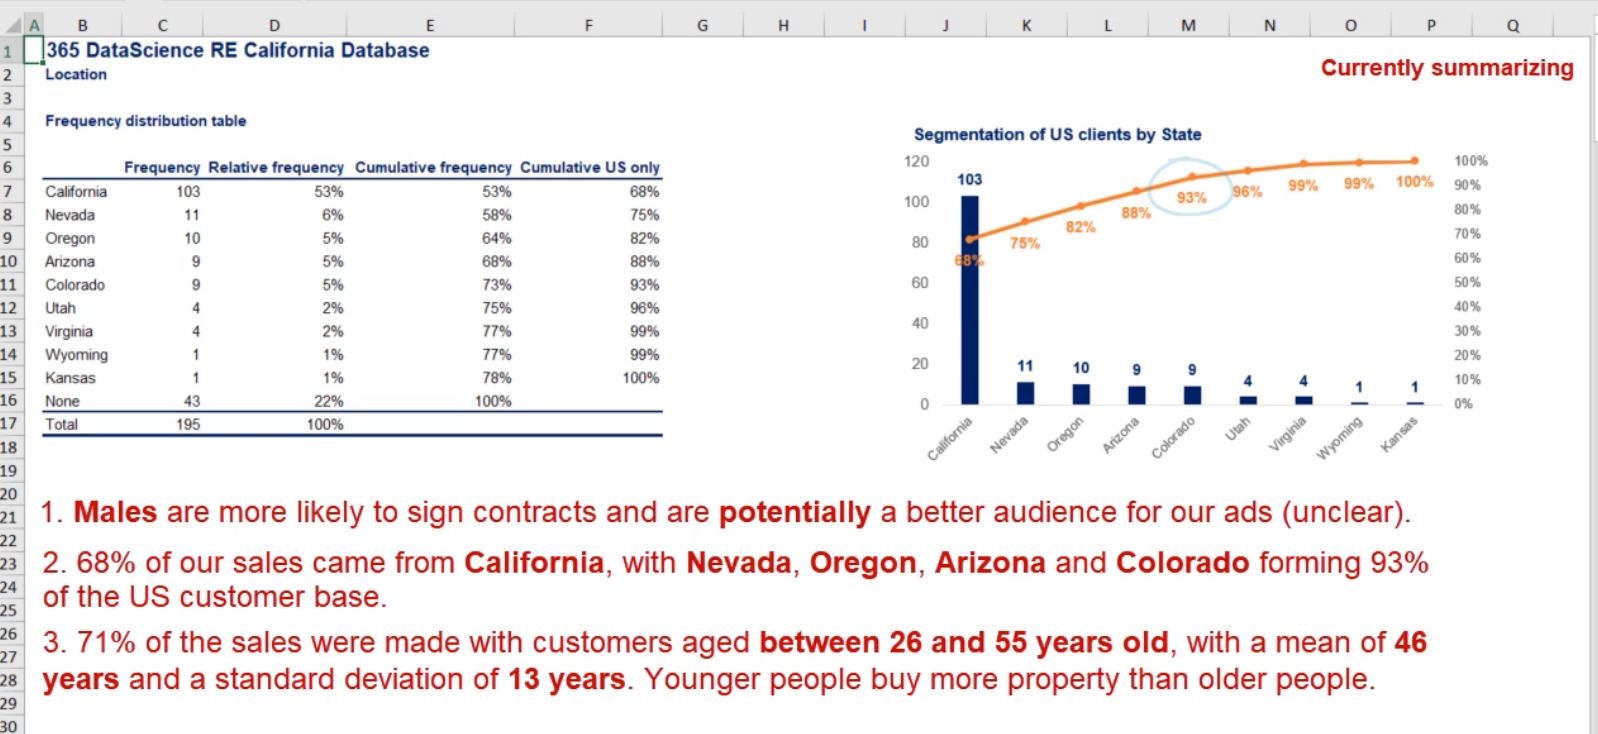 A B C D E F G H I J K L M N O P Q
1 365 DataScience RE California Database
2 Location
Currently summarizing
3
4 Frequency distribution table
5
6 Frequency Relative frequency Cumulative frequency Cumulative US only
7 California 103 53% 53% 68%
8 Nevada 11 6% 58% 75%
9 Oregon 10 5% 64% 82%
10 Arizona 9 5% 68% 88%
11 Colorado 9 5% 73% 93%
12 Utah 4 2% 75% 96%
13 Virginia 4 2% 77% 99%
14 Wyoming 1 1% 77% 99%
15 Kansas 1 1% 78% 100%
16 None 43 22% 100%
17 Total 195 100%
Segmentation of US clients by State
120 100%
103
90%
100
80%
80 70%
60%
60 50%
40%
40 30%
20 20%
10%
0 0%
68% 75% 82% 88% 93% 96% 99% 99% 100%
11 10 9 9 4 4 1 1
California Nevada Oregon Arizona Colorado Utah Virginia Wyoming Kansas
18
19
20
21
22
23
24
25
26
27
28
29
30
1. Males are more likely to sign contracts and are potentially a better audience for our ads (unclear).
2. 68% of our sales came from California, with Nevada, Oregon, Arizona and Colorado forming 93%
of the US customer base.
3. 71% of the sales were made with customers aged between 26 and 55 years old, with a mean of 46
years and a standard deviation of 13 years. Younger people buy more property than older people.